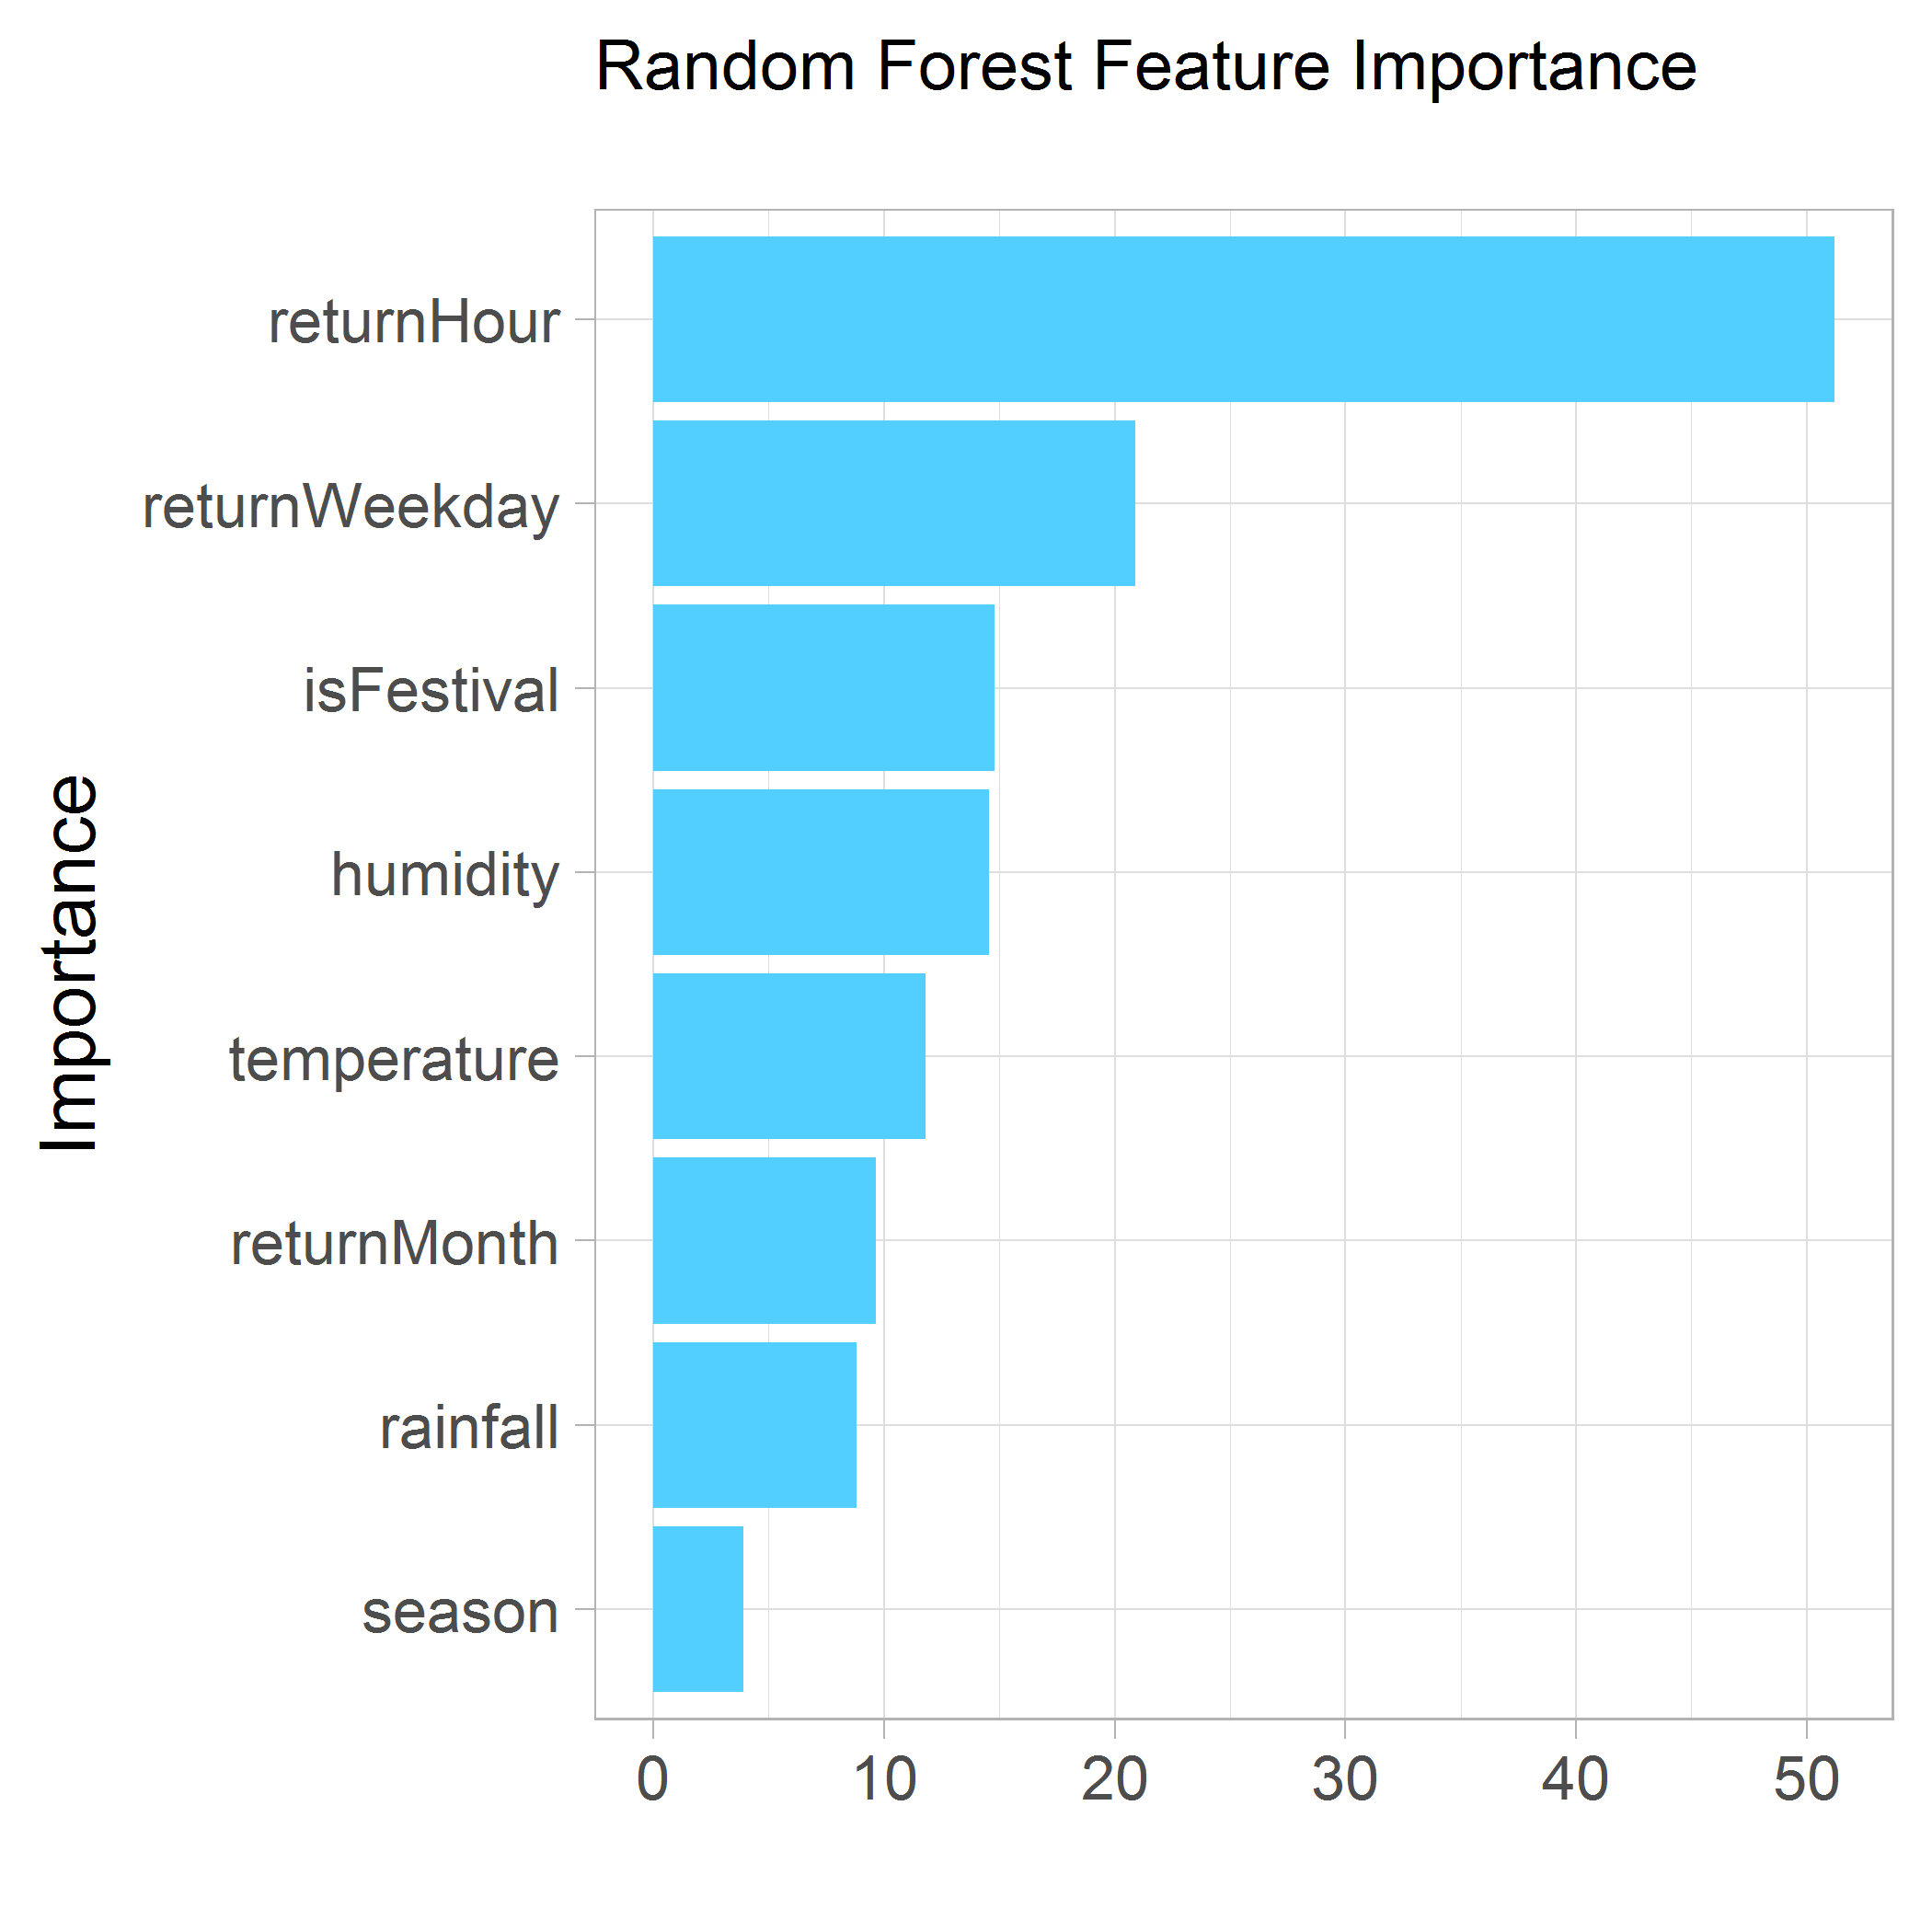 Random Forest Feature Importance
Importance
returnHour
returnWeekday
isFestival
humidity
temperature
returnMonth
rainfall
season
0 10 20 30 40 50